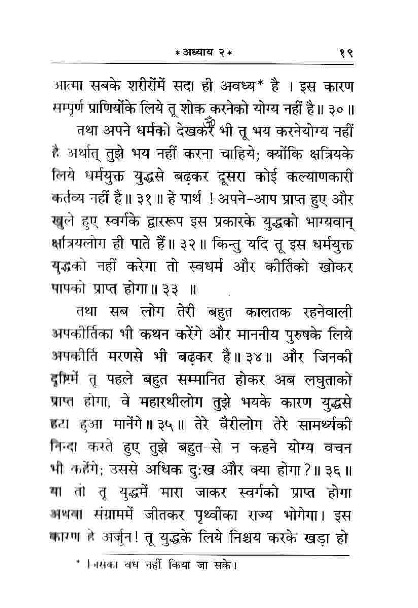 * अध्याय २ * १९
आत्मा सबके शरीरोंमें सदा ही अवध्य* है । इस कारण
सम्पूर्ण प्राणियोंके लिये तू शोक करनेको योग्य नहीं है॥ ३०॥
तथा अपने धर्मको देखकर भी तू भय करनेयोग्य नहीं
है अर्थात् तुझे भय नहीं करना चाहिये; क्योंकि क्षत्रियके
लिये धर्मयुक्त युद्धसे बढ़कर दूसरा कोई कल्याणकारी
कर्तव्य नहीं है॥ ३१॥ हे पार्थ ! अपने-आप प्राप्त हुए और
खुले हुए स्वर्गके द्वाररूप इस प्रकारके युद्धको भाग्यवान्
क्षत्रियलोग ही पाते हैं॥ ३२॥ किन्तु यदि तू इस धर्मयुक्त
युद्धको नहीं करेगा तो स्वधर्म और कीर्तिको खोकर
पापको प्राप्त होगा॥ ३३ ॥
तथा सब लोग तेरी बहुत कालतक रहनेवाली
अपकीर्तिका भी कथन करेंगे और माननीय पुरुषके लिये
अपकीर्ति मरणसे भी बढ़कर है॥ ३४॥ और जिनकी
दृष्टिमें तू पहले बहुत सम्मानित होकर अब लघुताको
प्राप्त होगा, वे महारथीलोग तुझे भयके कारण युद्धसे
हटा हुआ मानेंगे॥ ३५॥ तेरे वैरीलोग तेरे सामर्थ्यकी
निन्दा करते हुए तुझे बहुत-से न कहने योग्य वचन
भी कहेंगे; उससे अधिक दुःख और क्या होगा?॥ ३६॥
या तो तू युद्धमें मारा जाकर स्वर्गको प्राप्त होगा
अथवा संग्राममें जीतकर पृथ्वीका राज्य भोगेगा। इस
कारण हे अर्जुन! तू युद्धके लिये निश्चय करके खड़ा हो
* जिसका वध नहीं किया जा सके।